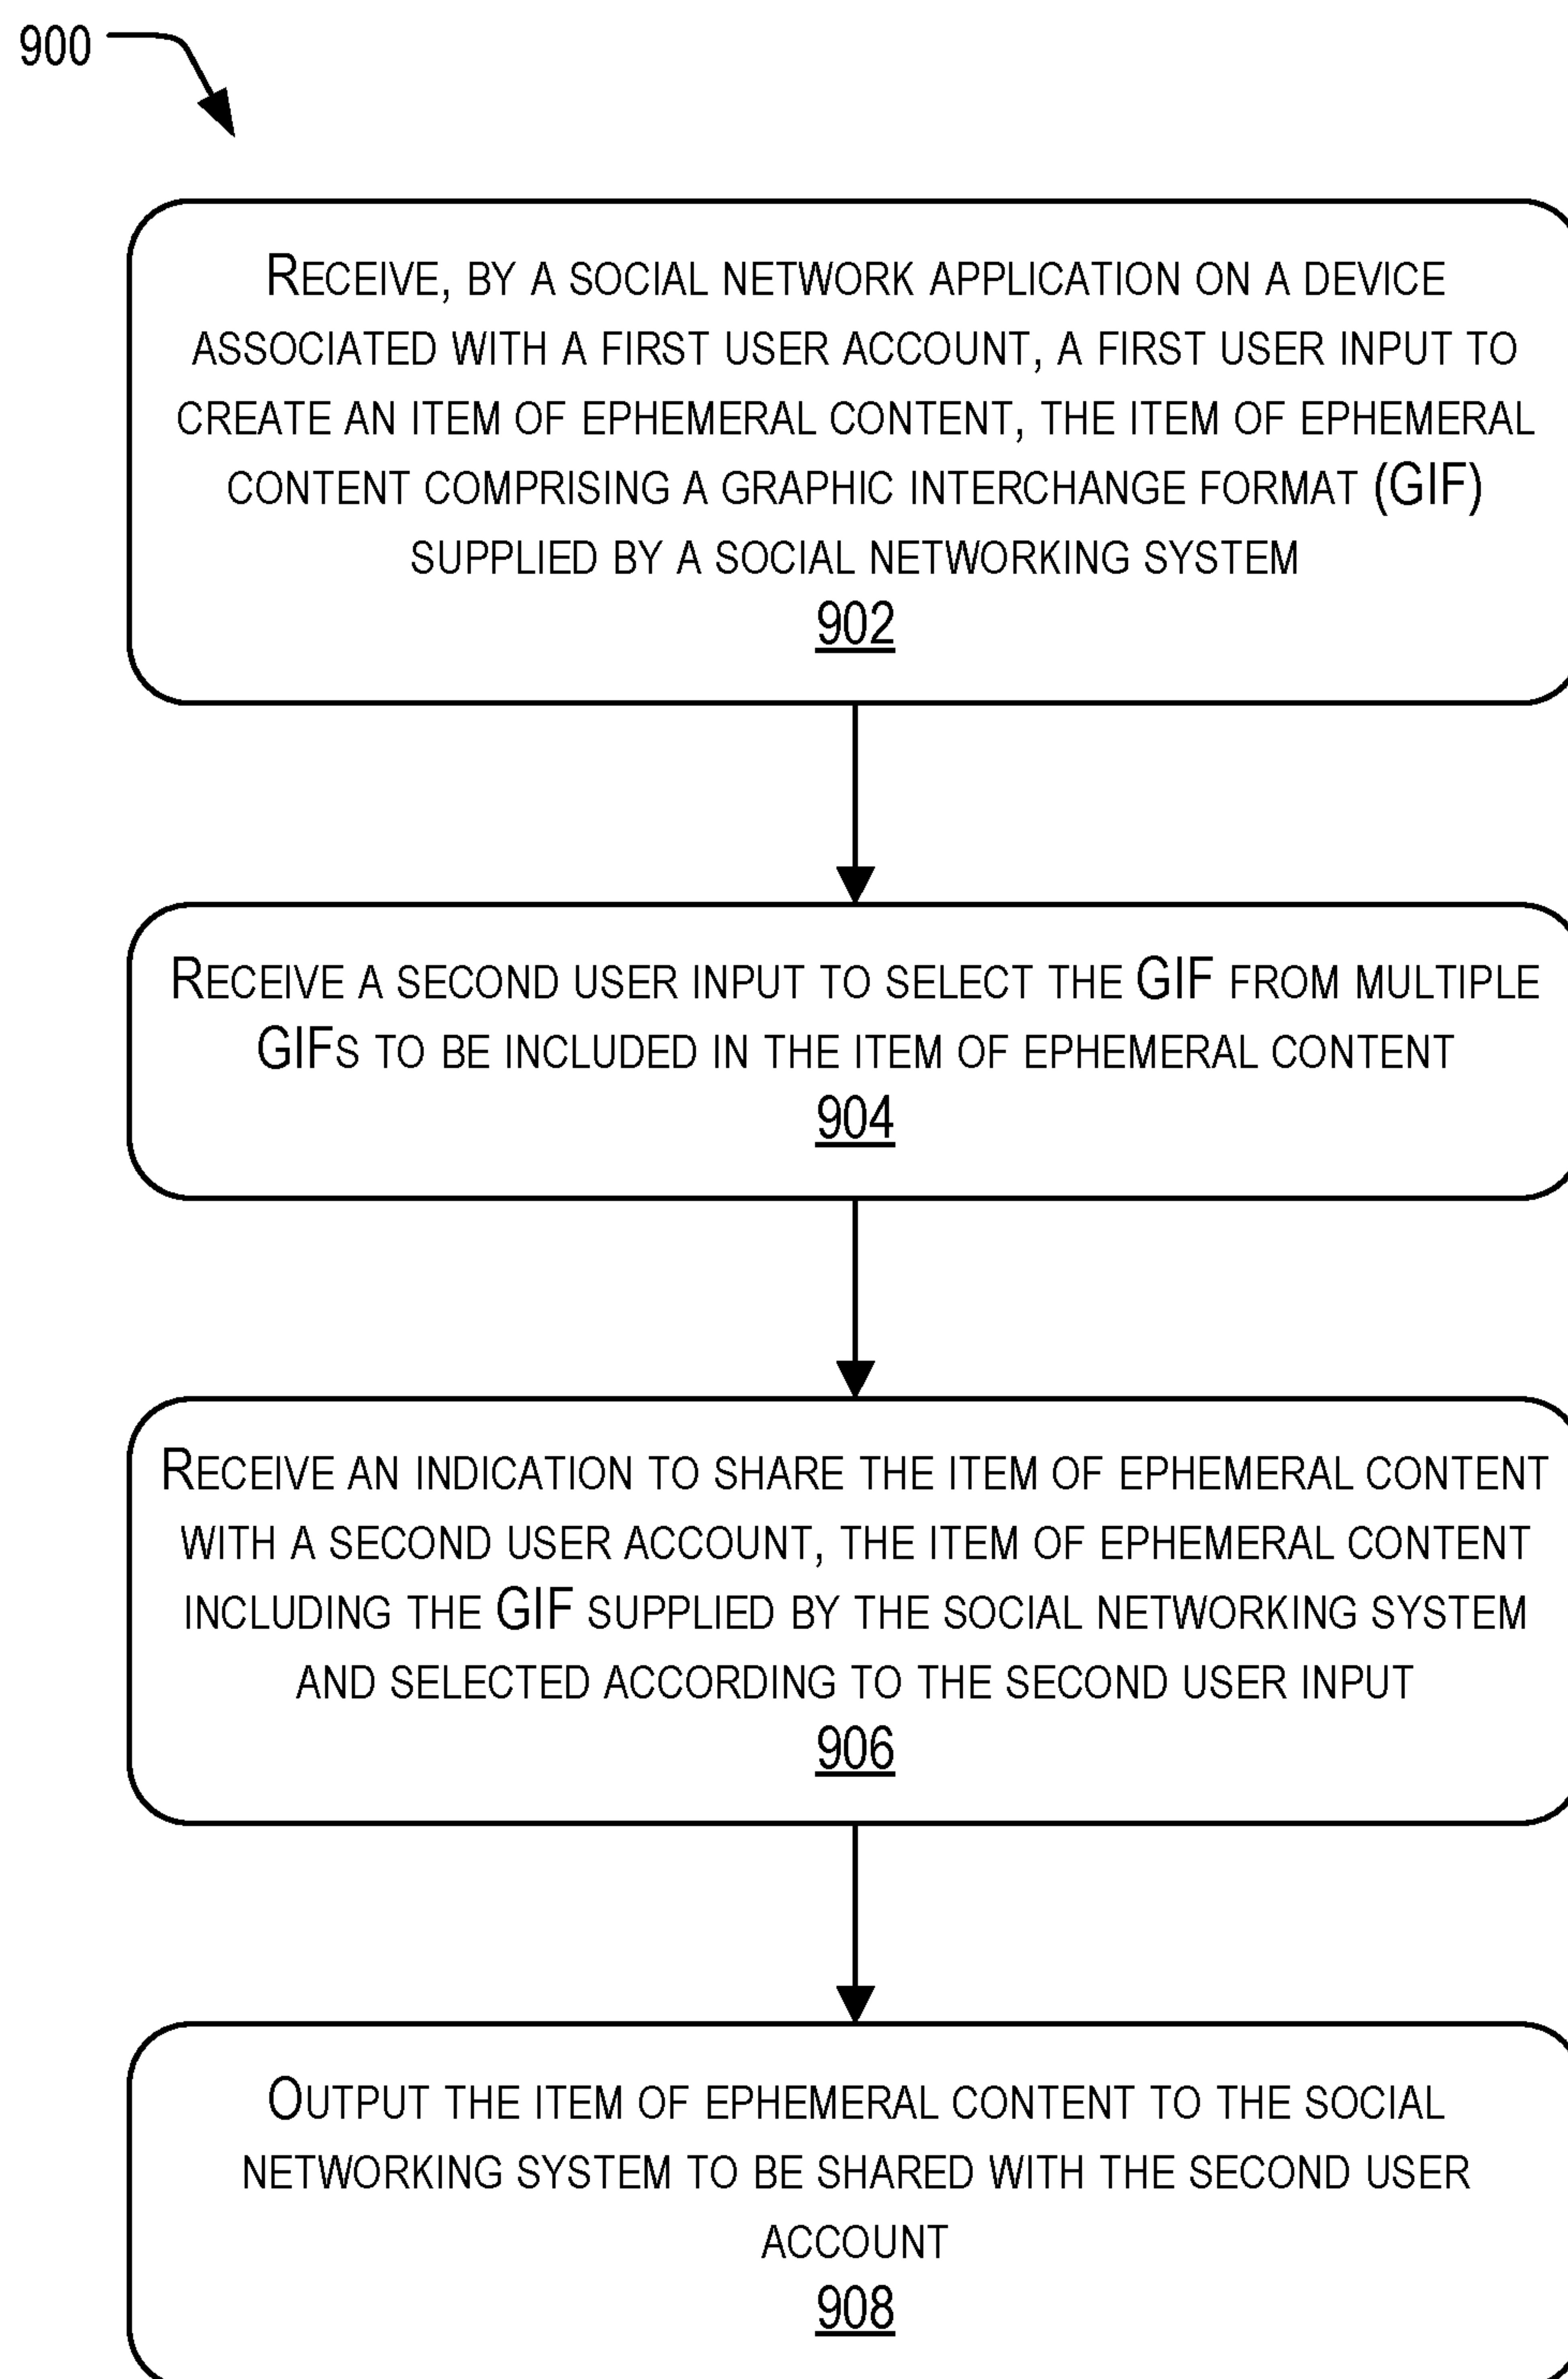 900
RECEIVE, BY A SOCIAL NETWORK APPLICATION ON A DEVICE
ASSOCIATED WITH A FIRST USER ACCOUNT, A FIRST USER INPUT TO
CREATE AN ITEM OF EPHEMERAL CONTENT, THE ITEM OF EPHEMERAL
CONTENT COMPRISING A GRAPHIC INTERCHANGE FORMAT (GIF)
SUPPLIED BY A SOCIAL NETWORKING SYSTEM
902
RECEIVE A SECOND USER INPUT TO SELECT THE GIF FROM MULTIPLE
GIFS TO BE INCLUDED IN THE ITEM OF EPHEMERAL CONTENT
904
RECEIVE AN INDICATION TO SHARE THE ITEM OF EPHEMERAL CONTENT
WITH A SECOND USER ACCOUNT, THE ITEM OF EPHEMERAL CONTENT
INCLUDING THE GIF SUPPLIED BY THE SOCIAL NETWORKING SYSTEM
AND SELECTED ACCORDING TO THE SECOND USER INPUT
906
OUTPUT THE ITEM OF EPHEMERAL CONTENT TO THE SOCIAL
NETWORKING SYSTEM TO BE SHARED WITH THE SECOND USER
ACCOUNT
908